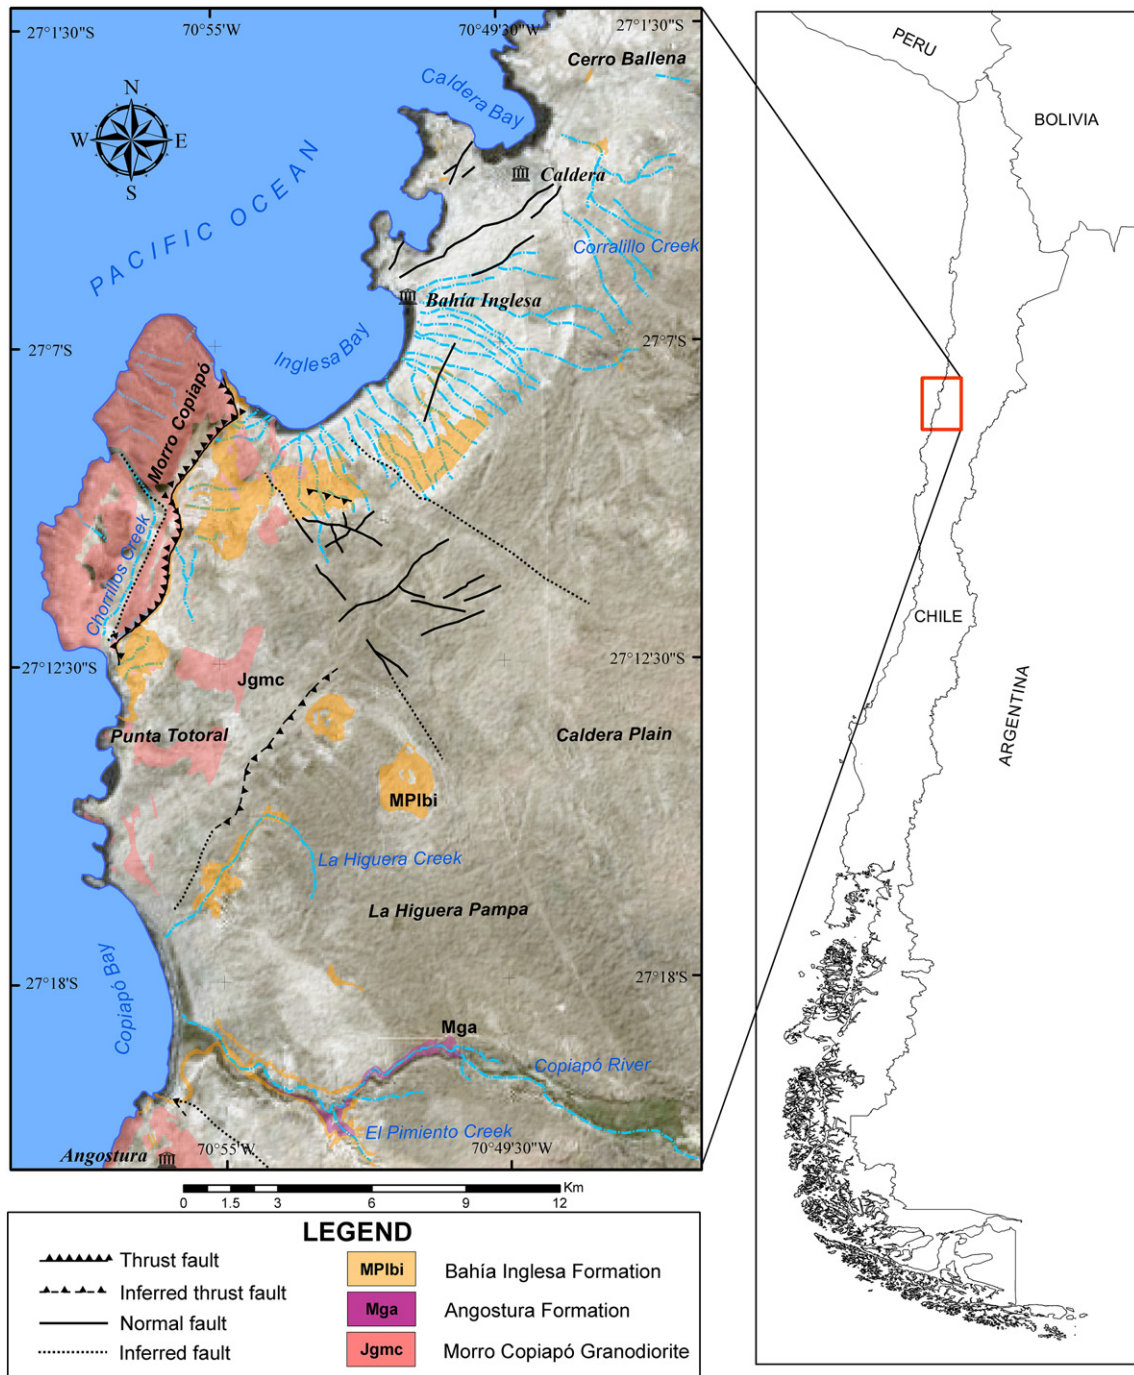 70°55'W
70°49'30"W
27°1'30"S
27°1'30"S
Cerro Ballena
Caldera Bay
N
W
E
S
Caldera
PACIFIC OCEAN
Corralillo Creek
Bahía Inglesa
Inglesa Bay
27°7'S
27°7'S
Morro Copiapó
Chorrillos Creek
27°12'30"S
27°12'30"S
Jgmc
Punta Totoral
Caldera Plain
MPlbi
La Higuera Creek
La Higuera Pampa
Copiapó Bay
27°18'S
27°18'S
Mga
Copiapó River
El Pimiento Creek
Angostura
70°55'W
70°49'30"W
0 1.5 3 6 9 12 Km
LEGEND
Thrust fault
Inferred thrust fault
Normal fault
Inferred fault
MPlbi Bahía Inglesa Formation
Mga Angostura Formation
Jgmc Morro Copiapó Granodiorite
PERU
BOLIVIA
CHILE
ARGENTINA